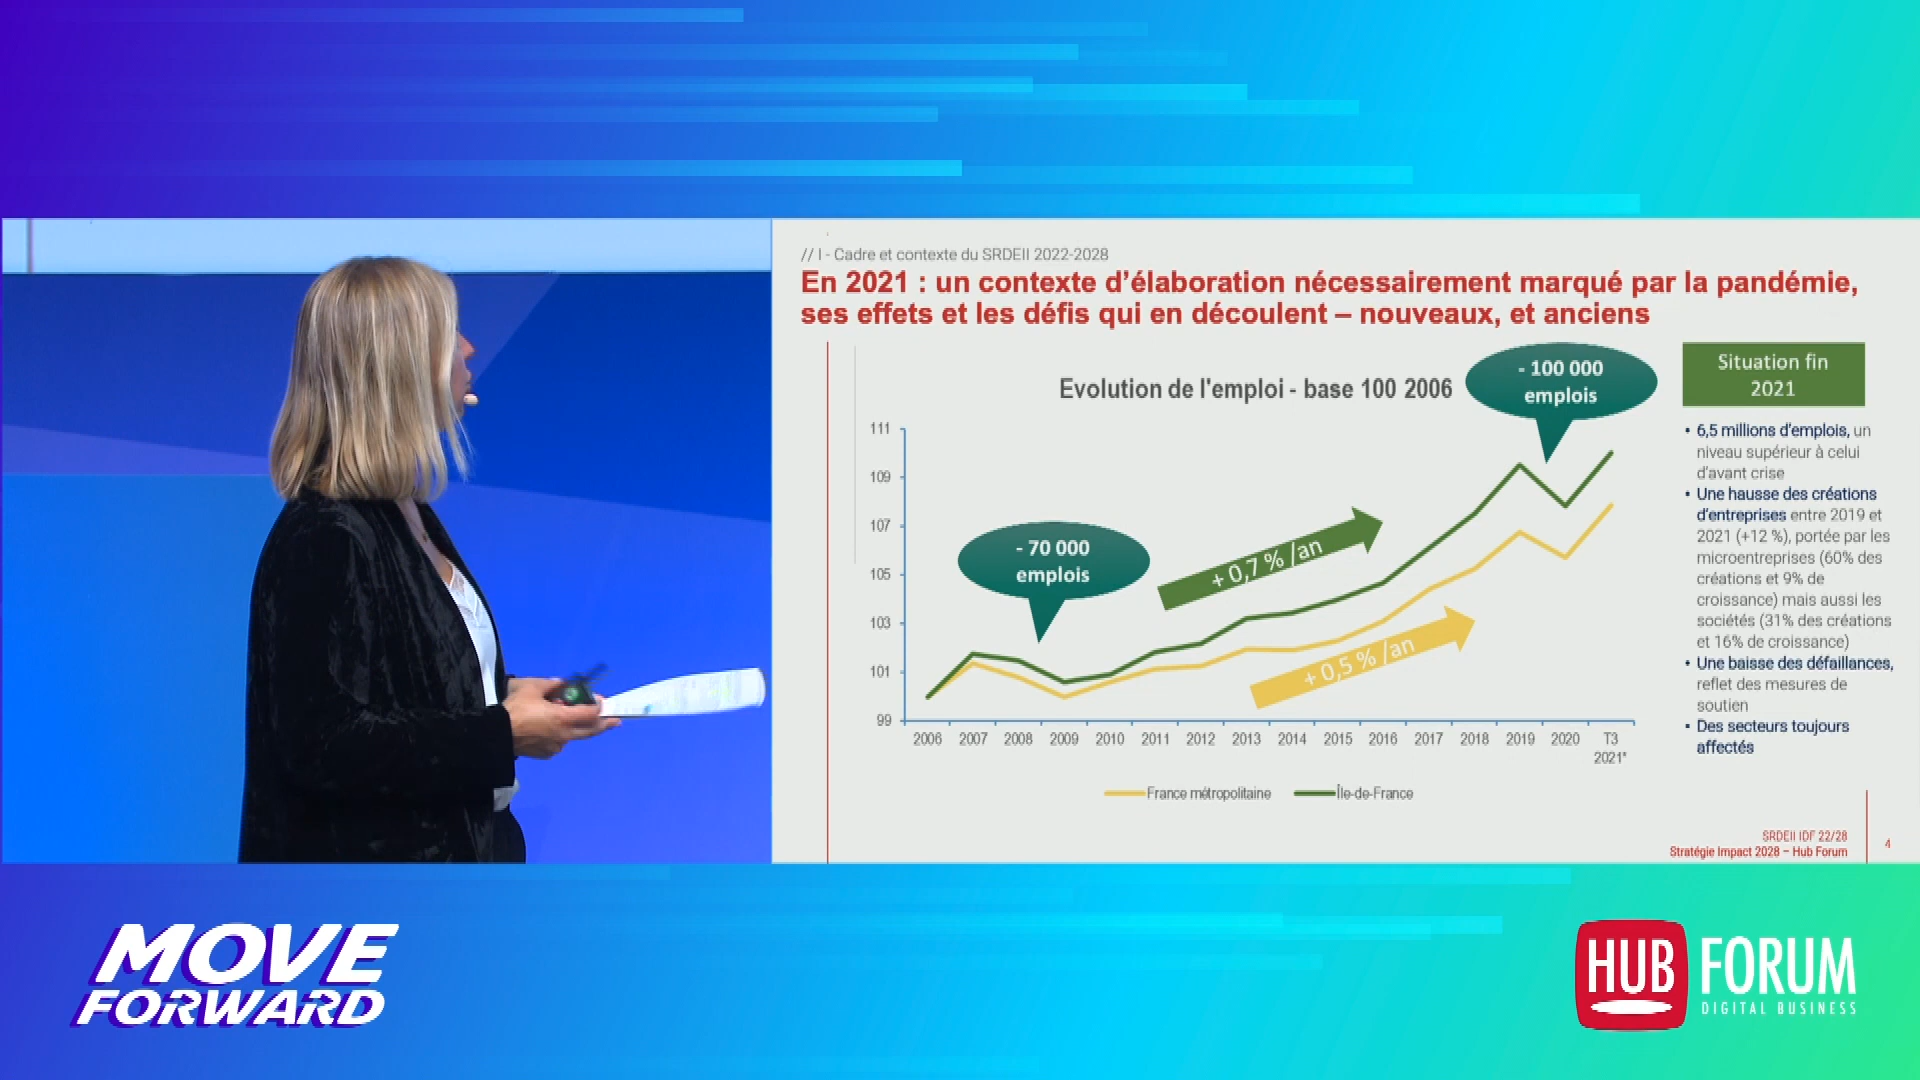 // I - Cadre et contexte du SRDEII 2022-2028
En 2021 : un contexte d’élaboration nécessairement marqué par la pandémie,
ses effets et les défis qui en découlent – nouveaux, et anciens
Evolution de l'emploi - base 100 2006
- 100 000
emplois
- 70 000
emplois
+ 0,7 % /an
+ 0,5 % /an
111
109
107
105
103
101
99
2006 2007 2008 2009 2010 2011 2012 2013 2014 2015 2016 2017 2018 2019 2020 T3
2021*
France métropolitaine Île-de-France
Situation fin
2021
• 6,5 millions d’emplois, un
niveau supérieur à celui
d’avant crise
• Une hausse des créations
d’entreprises entre 2019 et
2021 (+12 %), portée par les
microentreprises (60% des
créations et 9% de
croissance) mais aussi les
sociétés (31% des créations
et 16% de croissance)
• Une baisse des défaillances,
reflet des mesures de
soutien
• Des secteurs toujours
affectés
SRDEII IDF 22/28
Stratégie Impact 2028 – Hub Forum
4
MOVE
FORWARD
HUB FORUM
DIGITAL BUSINESS